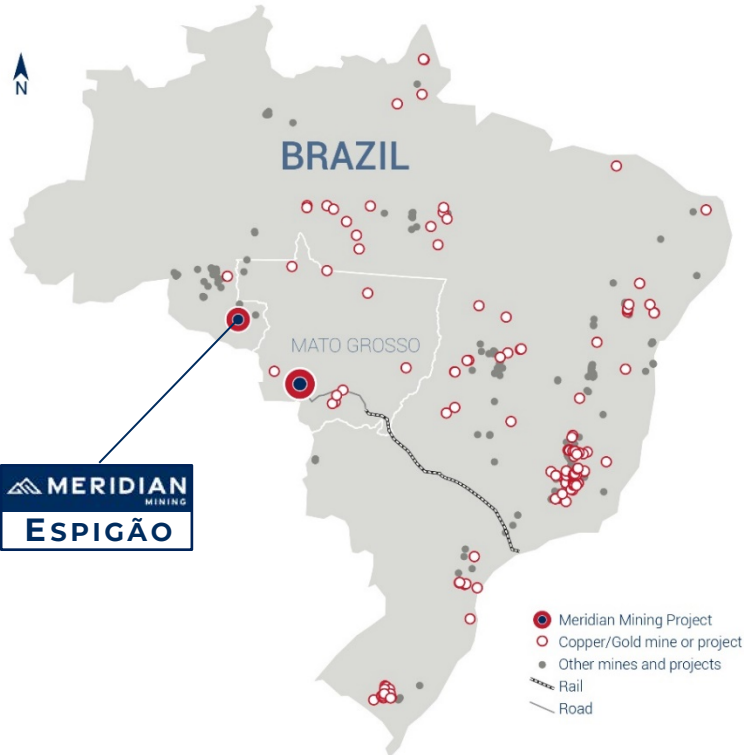 N
BRAZIL
MATO GROSSO
MERIDIAN
MINING
ESPIGÃO
Meridian Mining Project
Copper/Gold mine or project
Other mines and projects
Rail
Road